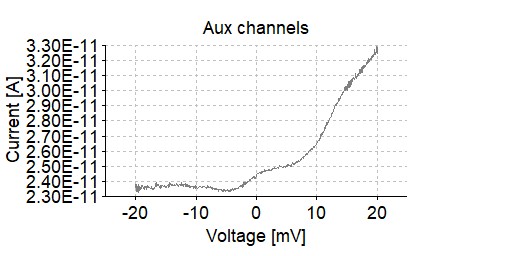 Aux channels
Current [A]
3.30E-11
3.20E-11
3.10E-11
3.00E-11
2.90E-11
2.80E-11
2.70E-11
2.60E-11
2.50E-11
2.40E-11
2.30E-11
-20 -10 0 10 20
Voltage [mV]